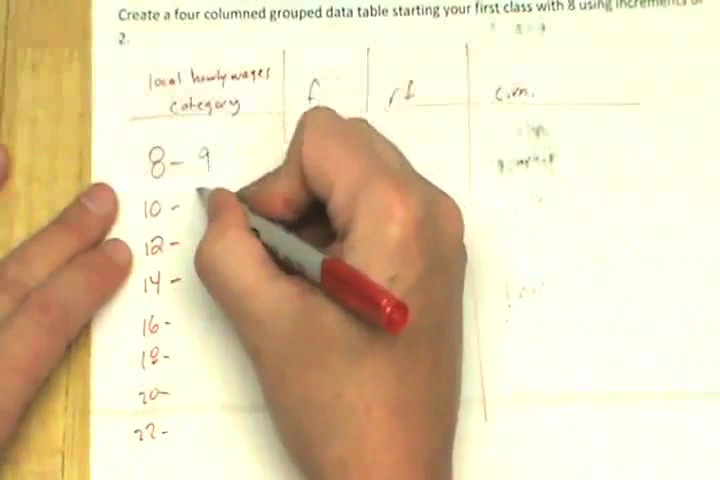 Create a four columned grouped data table starting your first class with 8 using increments of
2.
local hourly wages
category
f
rf
c.m.
8 - 9
10 -
12 -
14 -
16 -
18 -
20 -
22 -